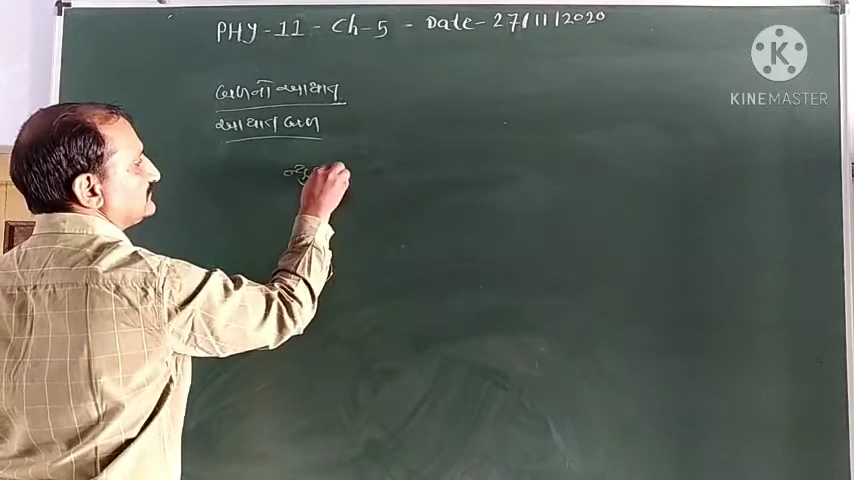 PHY-11 - Ch-5 - Date-27/11/2020
બળનો આઘાત
આઘાત બળ
ન્યુ
K
KINEMASTER